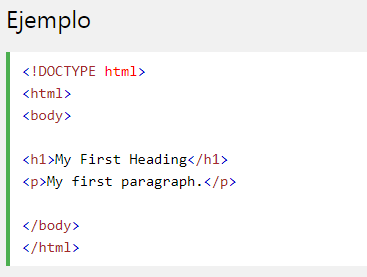 Ejemplo
<!DOCTYPE html>
<html>
<body>
<h1>My First Heading</h1>
<p>My first paragraph.</p>
</body>
</html>